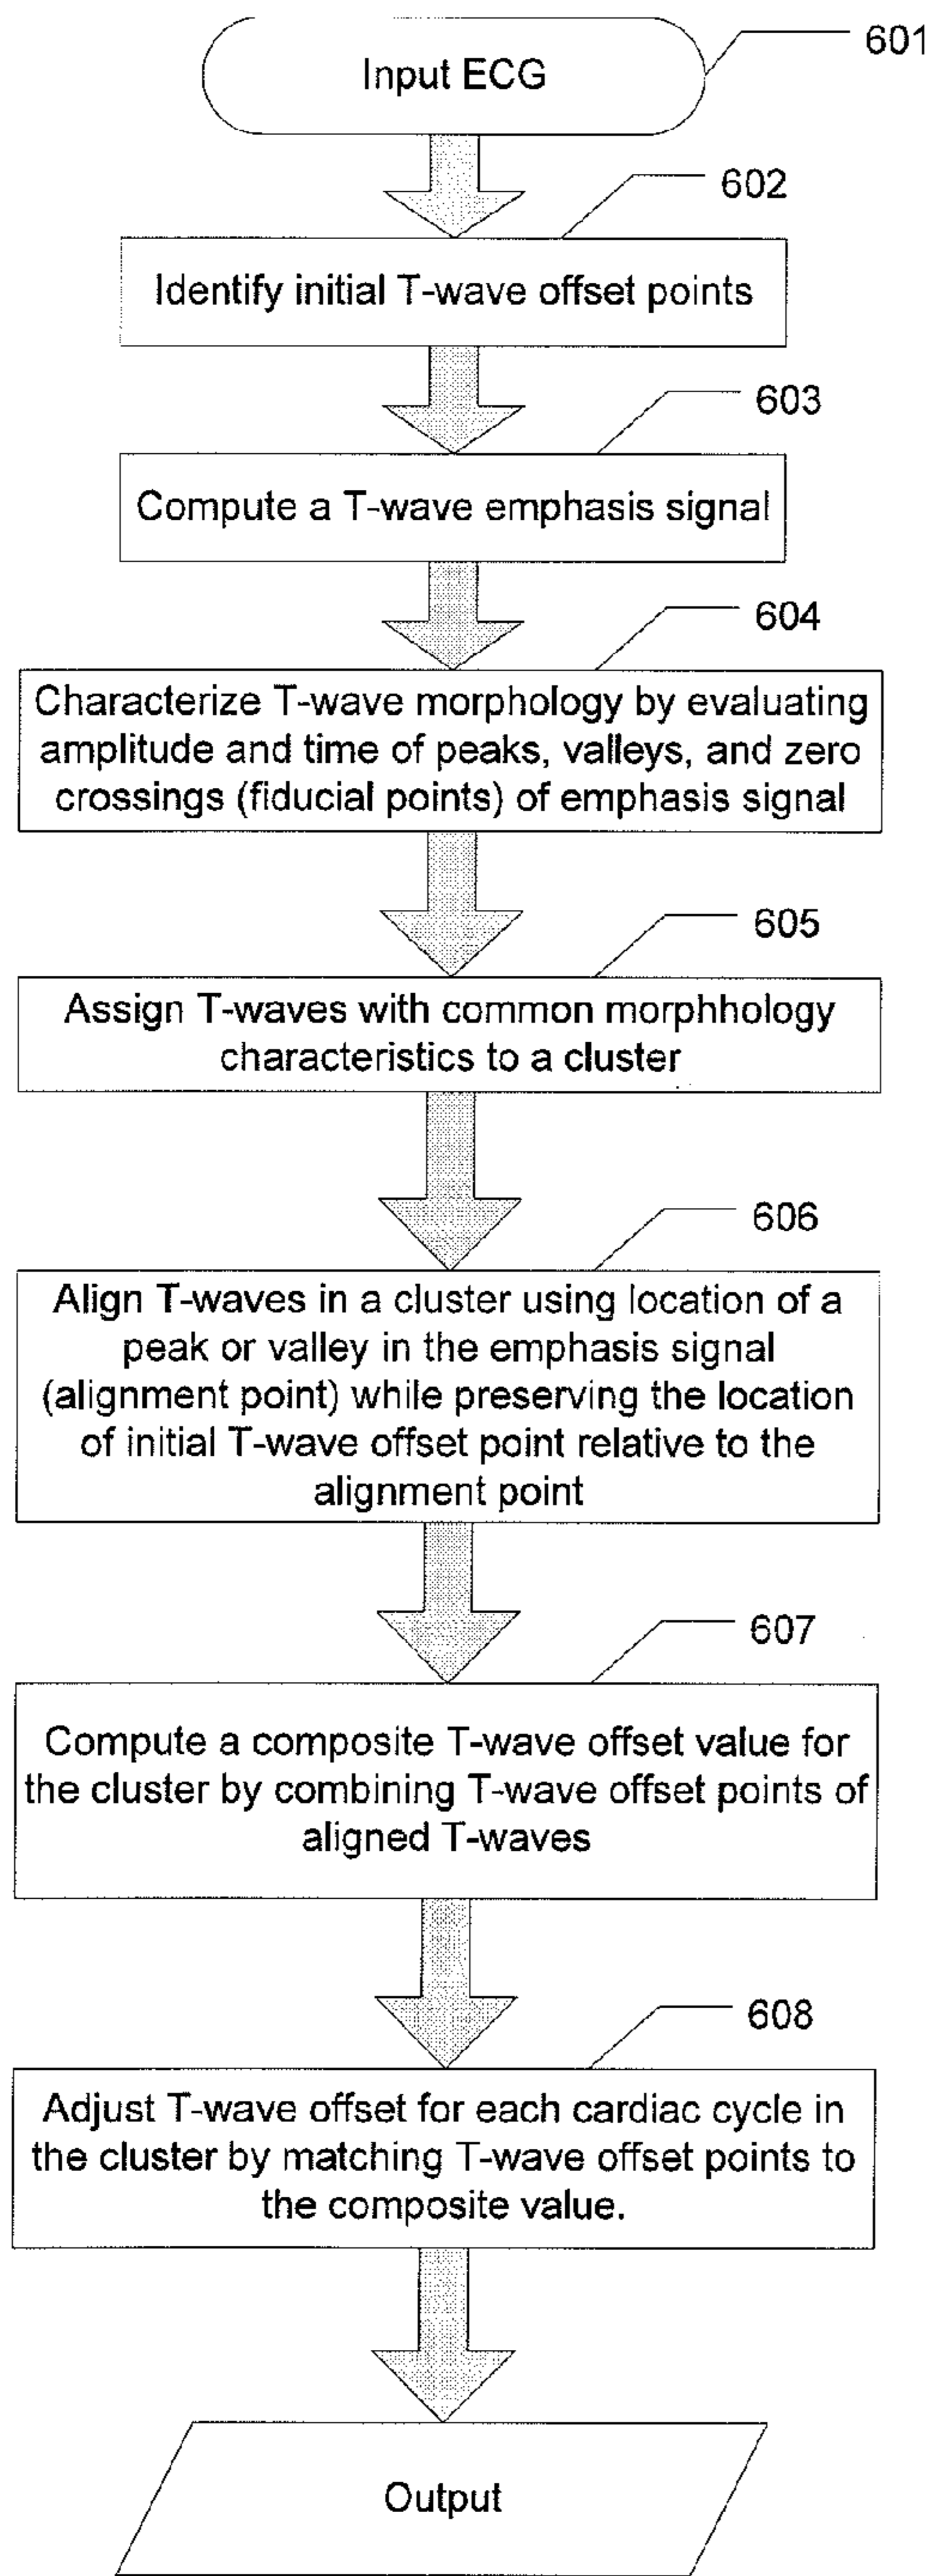 601
Input ECG
602
Identify initial T-wave offset points
603
Compute a T-wave emphasis signal
604
Characterize T-wave morphology by evaluating
amplitude and time of peaks, valleys, and zero
crossings (fiducial points) of emphasis signal
605
Assign T-waves with common morphhology
characteristics to a cluster
606
Align T-waves in a cluster using location of a
peak or valley in the emphasis signal
(alignment point) while preserving the location
of initial T-wave offset point relative to the
alignment point
607
Compute a composite T-wave offset value for
the cluster by combining T-wave offset points of
aligned T-waves
608
Adjust T-wave offset for each cardiac cycle in
the cluster by matching T-wave offset points to
the composite value.
Output